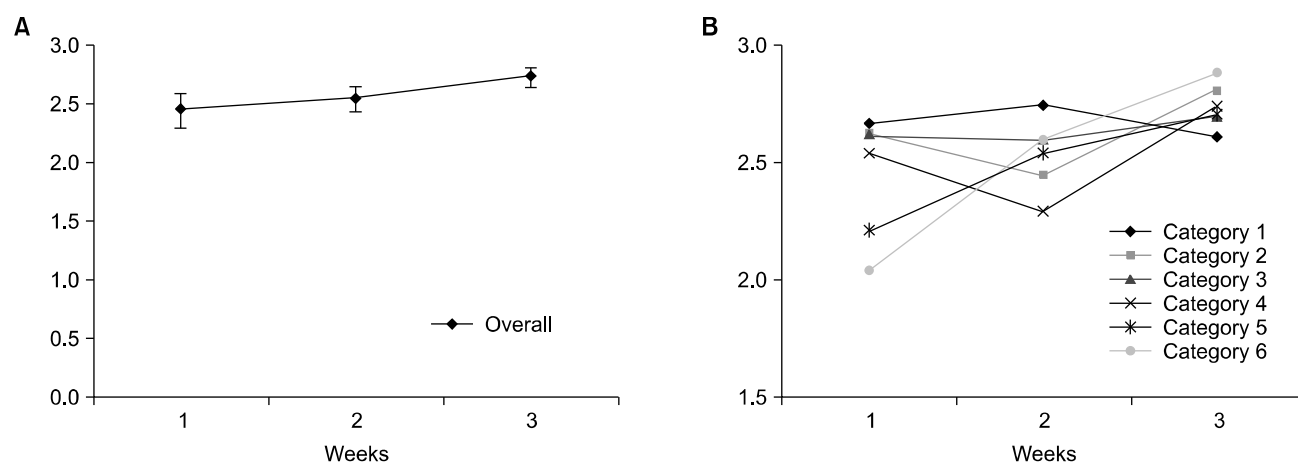 A
3.0
2.5
2.0
1.5
1.0
0.5
0.0
1 2 3
Weeks
Overall
B
3.0
2.5
2.0
1.5
1 2 3
Weeks
Category 1
Category 2
Category 3
Category 4
Category 5
Category 6